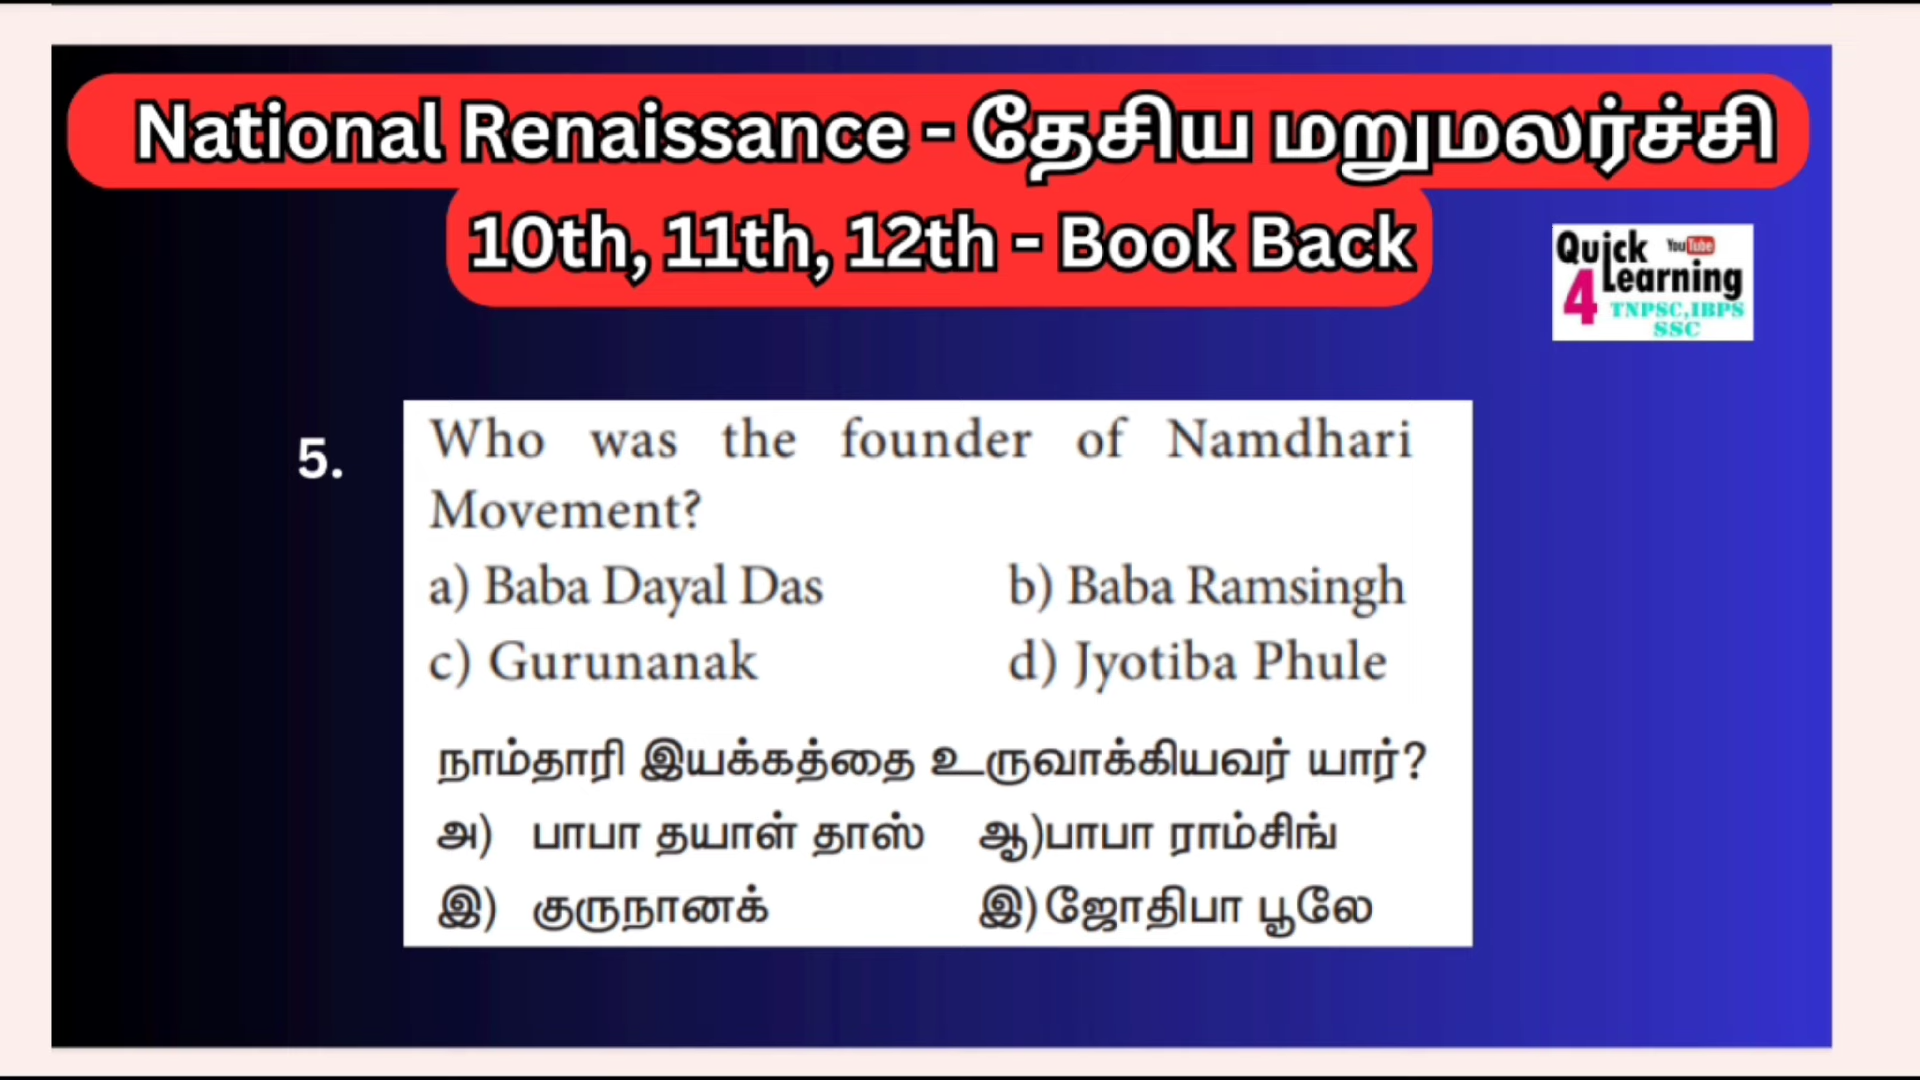 National Renaissance - தேசிய மறுமலர்ச்சி
10th, 11th, 12th - Book Back
Quick YouTube
4 Learning
TNPSC,IBPS
SSC
5.
Who was the founder of Namdhari
Movement?
a) Baba Dayal Das b) Baba Ramsingh
c) Gurunanak d) Jyotiba Phule
நாம்தாரி இயக்கத்தை உருவாக்கியவர் யார்?
அ) பாபா தயாள் தாஸ் ஆ)பாபா ராம்சிங்
இ) குருநானக் இ)ஜோதிபா பூலே